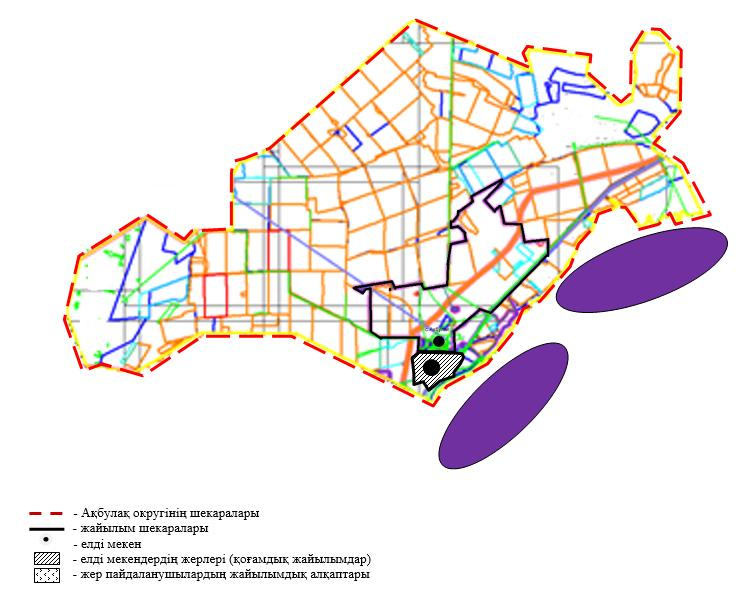 - Ақбулақ округінің шекаралары
- жайылым шекаралары
- елді мекен
- елді мекендердің жерлері (қоғамдық жайылымдар)
- жер пайдаланушылардың жайылымдық алқаптары